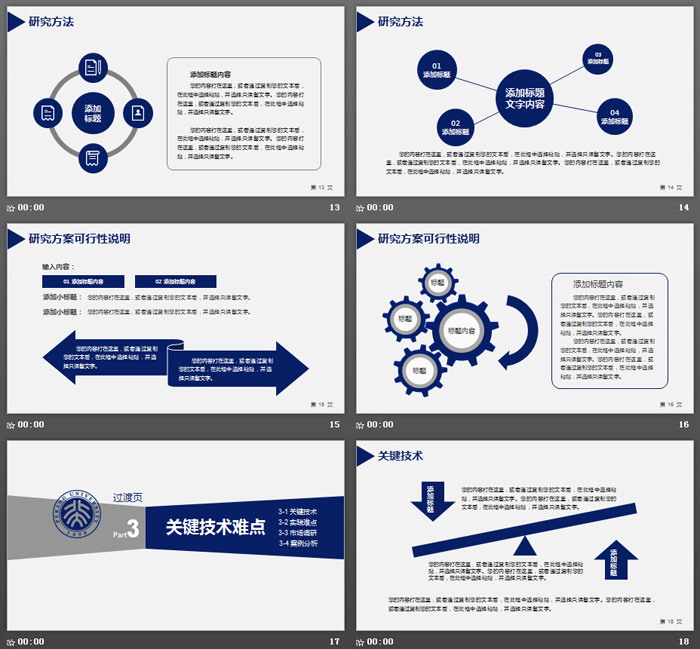 研究方法
添加
标题
添加标题内容
您的内容打在这里，或者通过复制您的文本后，
在此框中选择粘贴，并选择只保留文字。您的内容打
在这里，或者通过复制您的文本后，在此框中选择粘
贴，并选择只保留文字。
您的内容打在这里，或者通过复制您的文本后，
在此框中选择粘贴，并选择只保留文字。您的内容打
在这里，或者通过复制您的文本后，在此框中选择粘
贴，并选择只保留文字。
第 13 页
00:00
13
研究方法
01
添加标题
03
添加标题
添加标题
文字内容
02
添加标题
04
添加标题
您的内容打在这里，或者通过复制您的文本后，在此框中选择粘贴，并选择只保留文字。您的内容打在这
里，或者通过复制您的文本后，在此框中选择粘贴，并选择只保留文字。您的内容打在这里，或者通过复制您的
文本后，在此框中选择粘贴，并选择只保留文字。
第 14 页
00:00
14
研究方案可行性说明
输入内容：
01 添加标题内容
02 添加标题内容
添加小标题： 您的内容打在这里，或者通过复制您的文本后，在此框中选择粘贴，并选择只保留文字。
添加小标题： 您的内容打在这里，或者通过复制您的文本后，在此框中选择粘贴，并选择只保留文字。
您的内容打在这里，或者通过复制
您的文本后，在此框中选择粘贴，并选
择只保留文字。
您的内容打在这里，或者通过复制
您的文本后，在此框中选择粘贴，并选
择只保留文字。
第 15 页
00:00
15
研究方案可行性说明
标题
标题
标题内容
标题
添加标题内容
您的内容打在这里，或者通过复制
您的文本后，在此框中选择粘贴，并选
择只保留文字。您的内容打在这里，或
者通过复制您的文本后，在此框中选择
粘贴，并选择只保留文字。
您的内容打在这里，或者通过复制
您的文本后，在此框中选择粘贴，并选
择只保留文字。您的内容打在这里，或
者通过复制您的文本后，在此框中选择
粘贴，并选择只保留文字。
第 16 页
00:00
16
PEKING UNIVERSITY
1898
过渡页
Part3
关键技术难点
3-1 关键技术
3-2 实践难点
3-3 市场调研
3-4 案例分析
00:00
17
关键技术
添加标题
您的内容打在这里，或者通过复制您的文本后，在此框中选择粘
贴，并选择只保留文字。您的内容打在这里，或者通过复制您的文本
后，在此框中选择粘贴，并选择只保留文字。
添加标题
您的内容打在这里，或者通过复制您的文本后，在此框中选择粘
贴，并选择只保留文字。您的内容打在这里，或者通过复制您的
文本后，在此框中选择粘贴，并选择只保留文字。
您的内容打在这里，或者通过复制您的文本后，在此框中选择粘贴，并选择只保留文字。您的内容打在这里，
或者通过复制您的文本后，在此框中选择粘贴，并选择只保留文字。
第 18 页
00:00
18